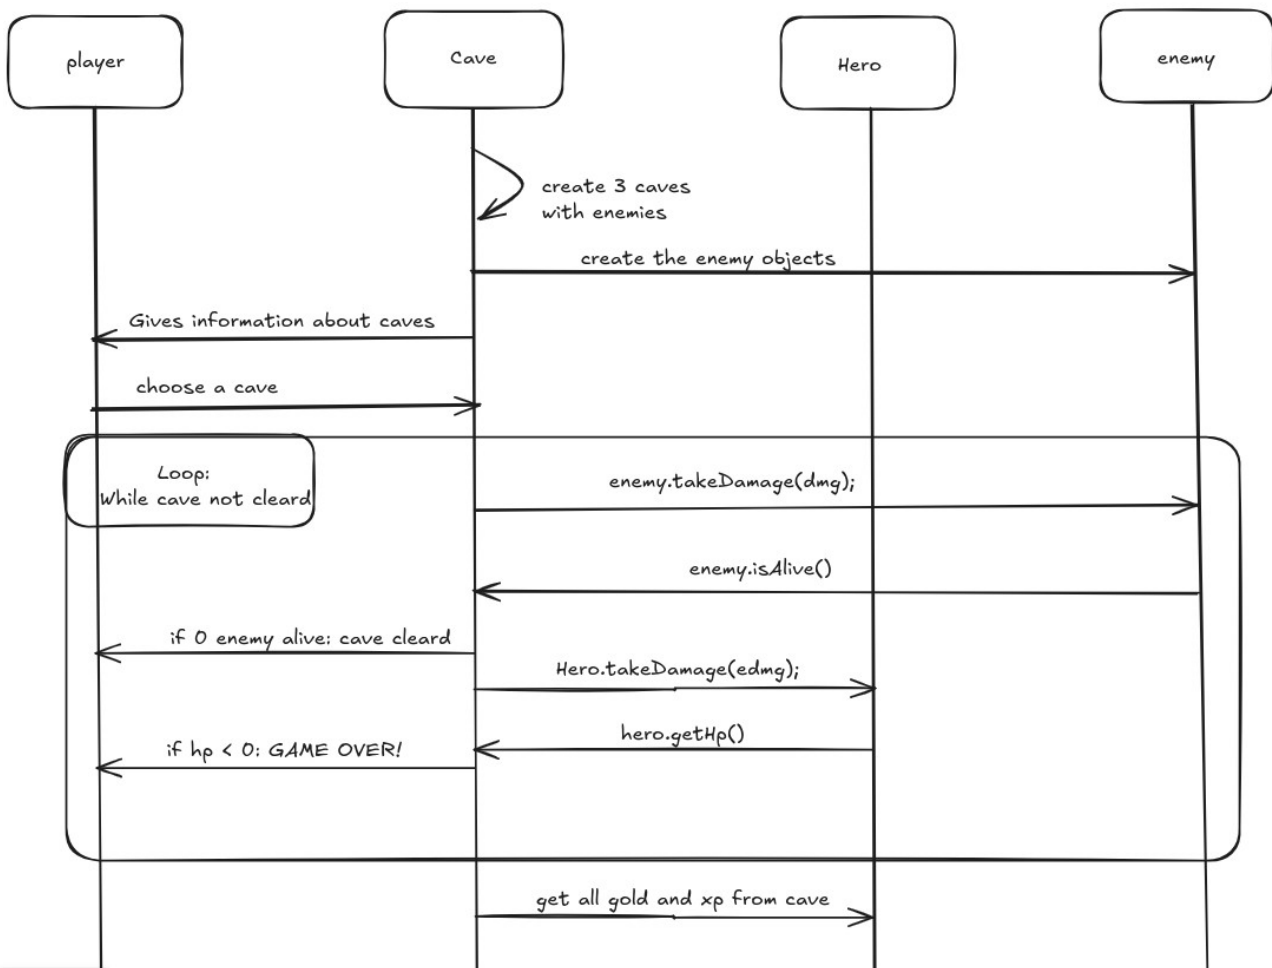 player
Cave
Hero
enemy
create 3 caves
with enemies
create the enemy objects
Gives information about caves
choose a cave
Loop:
While cave not cleard
enemy.takeDamage(dmg);
enemy.isAlive()
if 0 enemy alive: cave cleard
Hero.takeDamage(edmg);
hero.getHp()
if hp < 0: GAME OVER!
get all gold and xp from cave